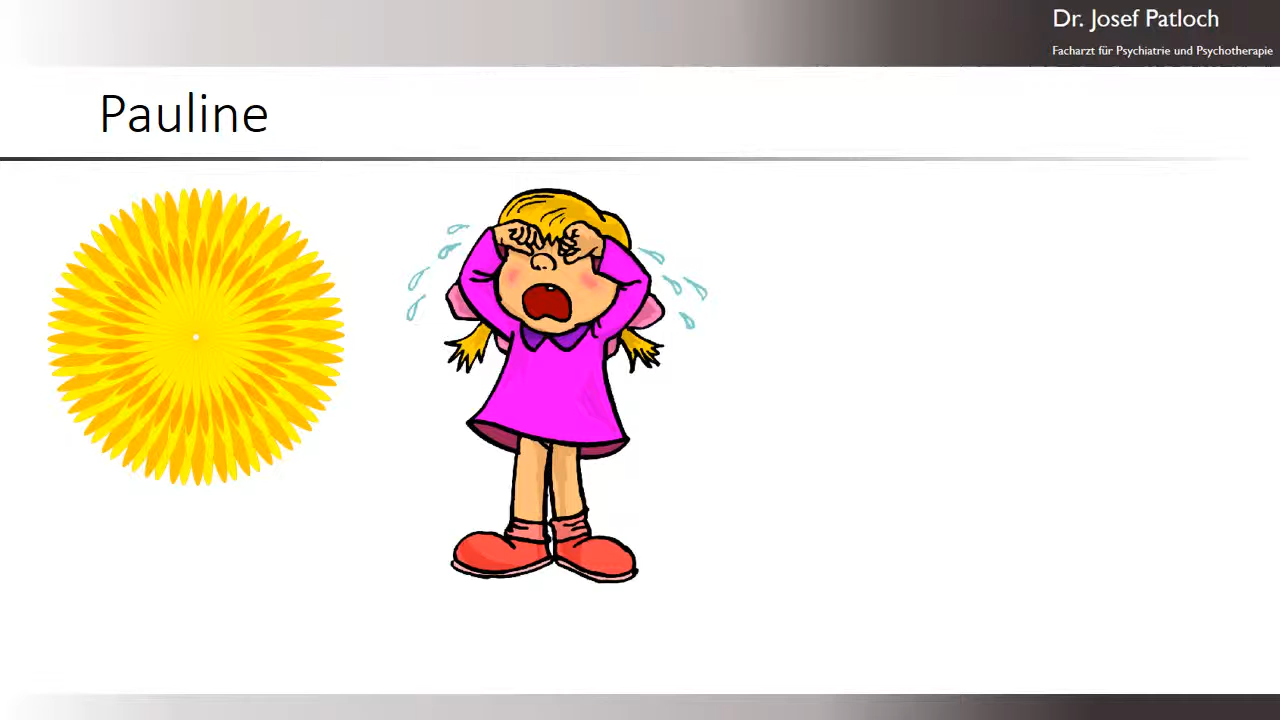 Dr. Josef Patloch
Facharzt für Psychiatrie und Psychotherapie
Pauline